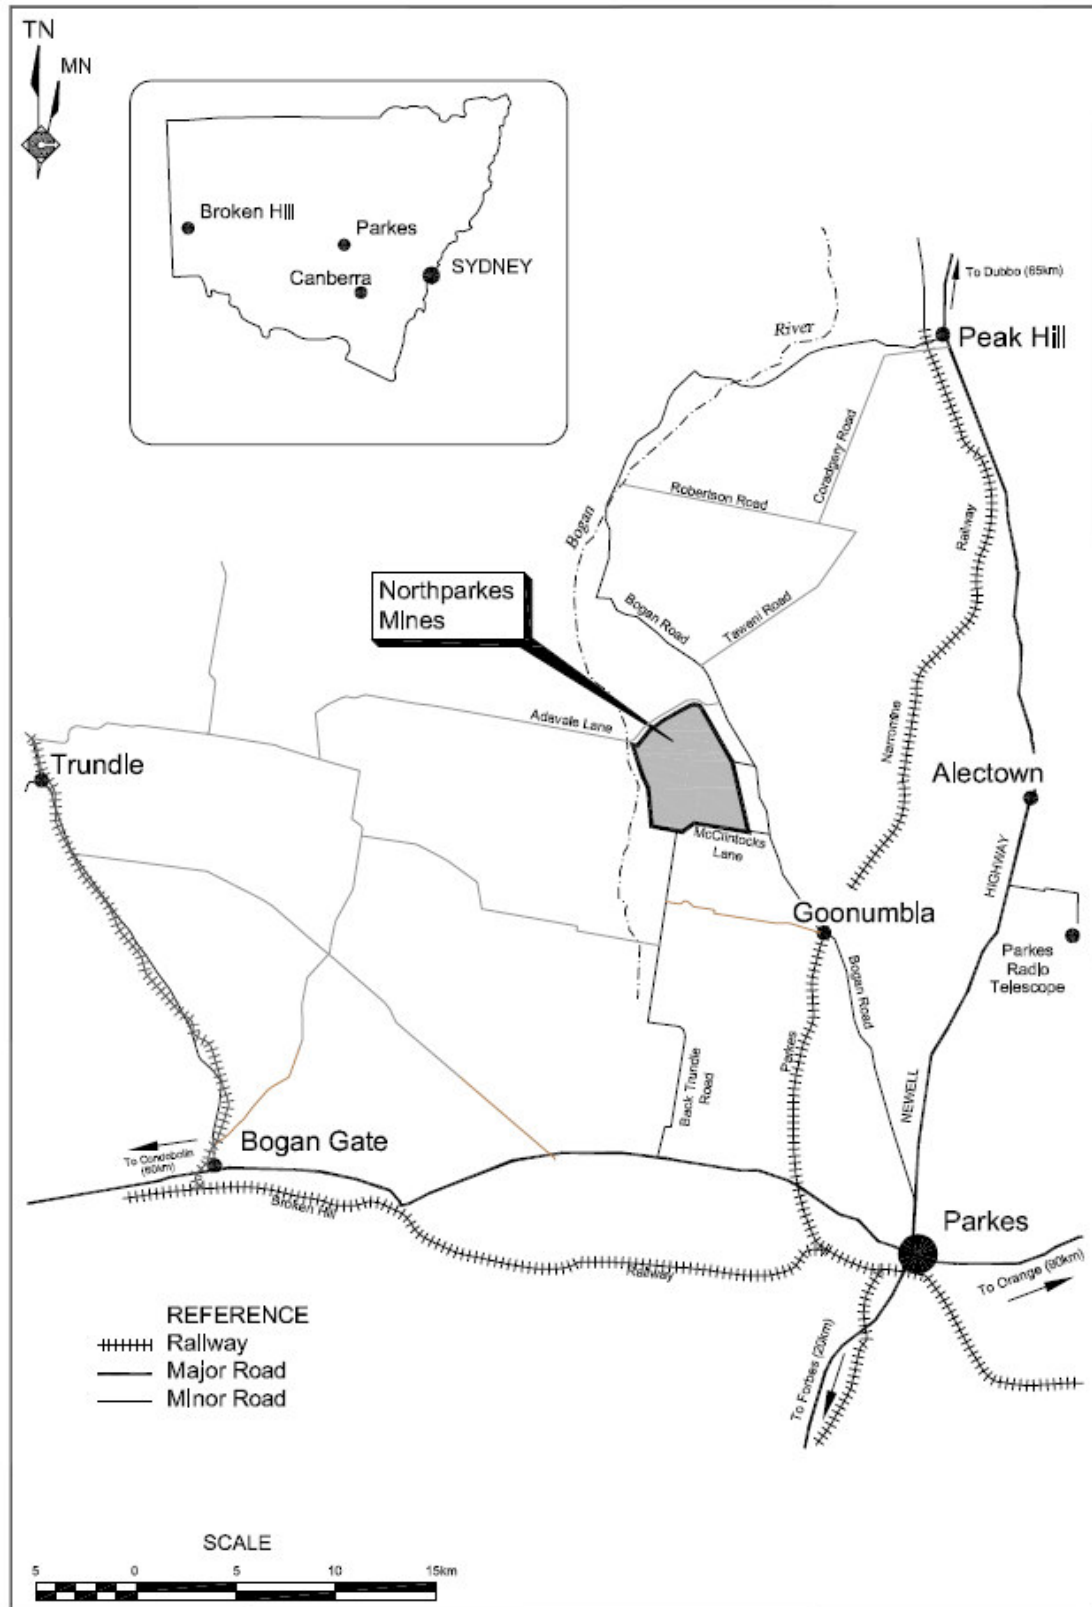 TN
MN
Broken Hill
Parkes
Canberra
SYDNEY
To Dubbo (65km)
Peak Hill
River
Coradgery Road
Robertson Road
Bogan
Railway
Northparkes
Mines
Bogan Road
Tawani Road
Adavale Lane
Narromine
Trundle
Alectown
McClintocks
Lane
HIGHWAY
Goonumbla
Parkes
Radio
Telescope
Bogan Road
Parkes
Back Trundle
Road
NEWELL
Bogan Gate
To Condobolin
(60km)
Broken Hill
Railway
Parkes
To Orange (90km)
To Forbes (20km)
REFERENCE
Railway
Major Road
Minor Road
SCALE
5 0 5 10 15km